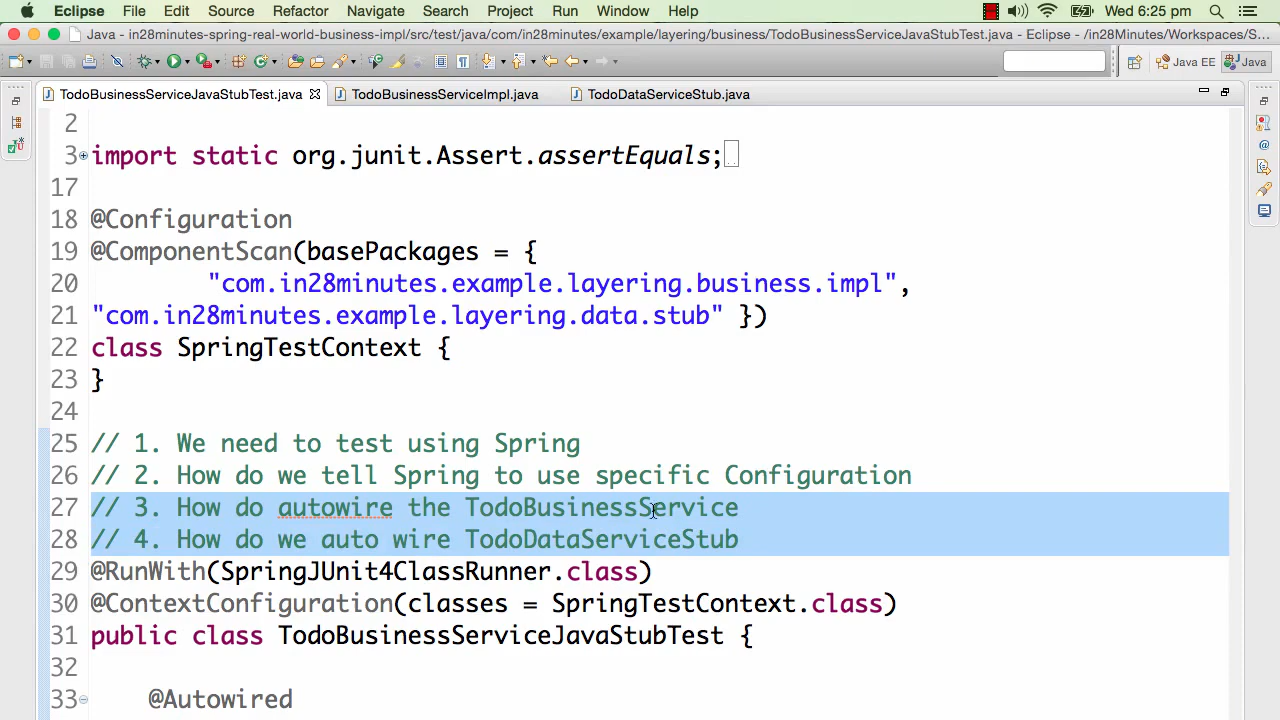 Eclipse File Edit Source Refactor Navigate Search Project Run Window Help Wed 6:25 pm
Java - in28minutes-spring-real-world-business-impl/src/test/jav/com/in28minutes/example/layering/business/TodoBusinessServiceJavaStubTest.java - Eclipse - /in28Minutes/Workspaces/S...
Java EE Java
TodoBusinessServiceJavaStubTest.java TodoBusinessServiceImpl.java TodoDataServiceStub.java
2
3 import static org.junit.Assert.assertEquals;
17
18 @Configuration
19 @ComponentScan(basePackages = {
20 "com.in28minutes.example.layering.business.impl",
21 "com.in28minutes.example.layering.data.stub" })
22 class SpringTestContext {
23 }
24
25 // 1. We need to test using Spring
26 // 2. How do we tell Spring to use specific Configuration
27 // 3. How do autowire the TodoBusinessService
28 // 4. How do we auto wire TodoDataServiceStub
29 @RunWith(SpringJUnit4ClassRunner.class)
30 @ContextConfiguration(classes = SpringTestContext.class)
31 public class TodoBusinessServiceJavaStubTest {
32
33 @Autowired